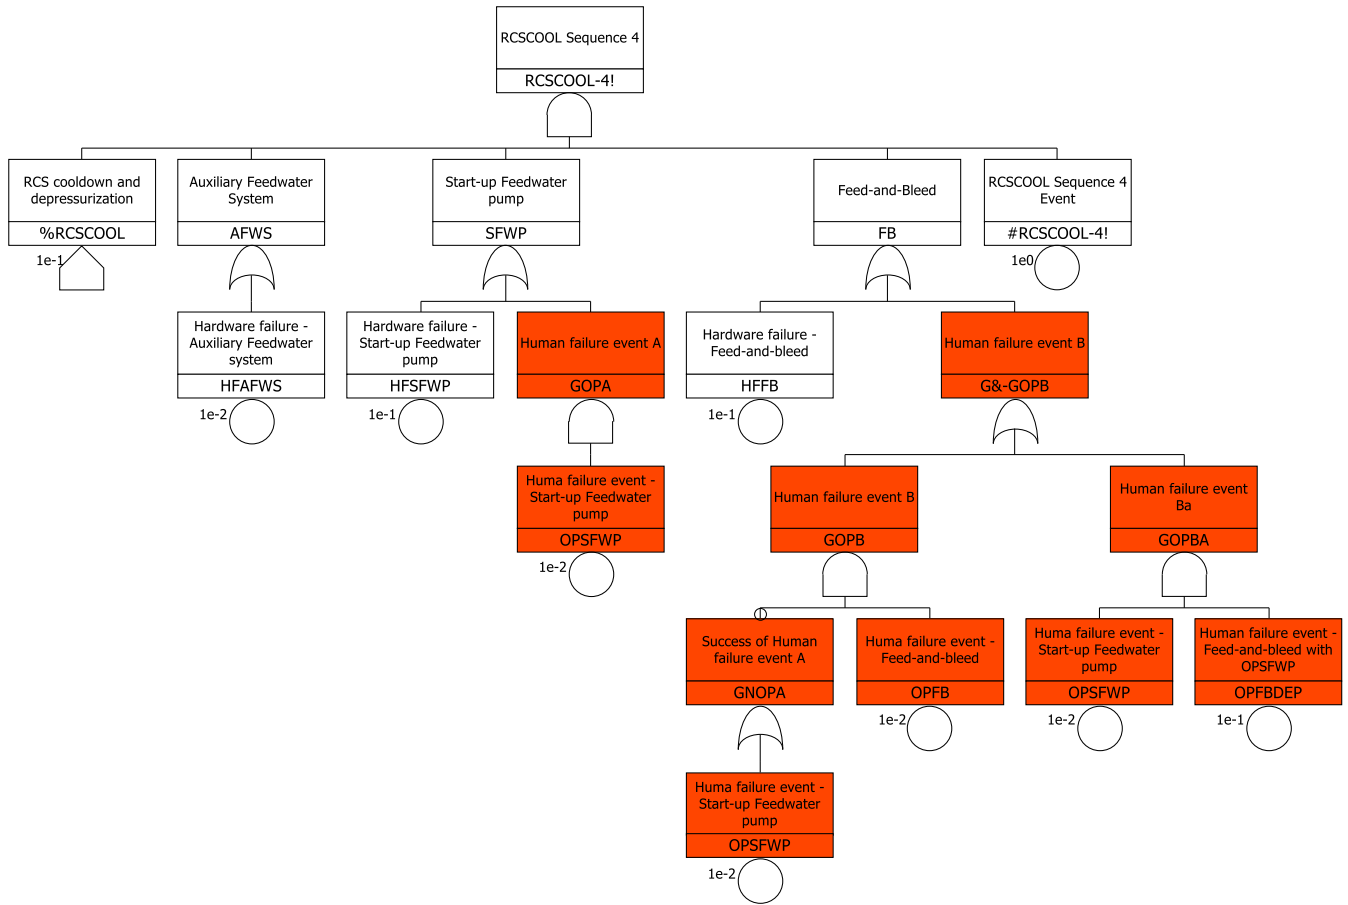 RCSCOOL Sequence 4
RCSCOOL-4!
RCS cooldown and
depressurization
%RCSCOOL
1e-1
Auxiliary Feedwater
System
AFWS
Start-up Feedwater
pump
SFWP
Feed-and-Bleed
FB
RCSCOOL Sequence 4
Event
#RCSCOOL-4!
1e0
Hardware failure -
Auxiliary Feedwater
system
HFAFWS
1e-2
Hardware failure -
Start-up Feedwater
pump
HFSFWP
1e-1
Human failure event A
GOPA
Hardware failure -
Feed-and-bleed
HFFB
1e-1
Human failure event B
G&-GOPB
Huma failure event -
Start-up Feedwater
pump
OPSFWP
1e-2
Human failure event B
GOPB
Human failure event
Ba
GOPBA
Success of Human
failure event A
GNOPA
Huma failure event -
Feed-and-bleed
OPFB
1e-2
Huma failure event -
Start-up Feedwater
pump
OPSFWP
1e-2
Human failure event -
Feed-and-bleed with
OPSFWP
OPFBDEP
1e-1
Huma failure event -
Start-up Feedwater
pump
OPSFWP
1e-2